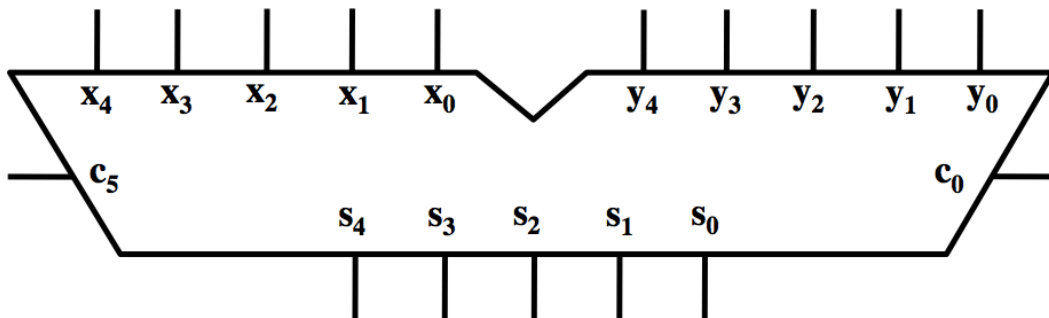 x₄ x₃ x₂ x₁ x₀ y₄ y₃ y₂ y₁ y₀
c₅ c₀
s₄ s₃ s₂ s₁ s₀